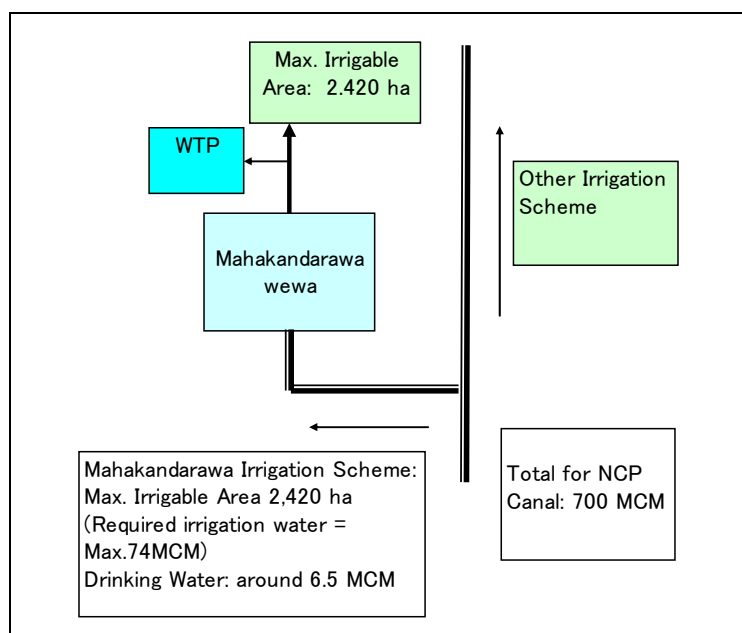 Max. Irrigable
Area: 2.420 ha
WTP
Other Irrigation
Scheme
Mahakandarawa
wewa
Mahakandarawa Irrigation Scheme:
Max. Irrigable Area 2,420 ha
(Required irrigation water =
Max.74MCM)
Drinking Water: around 6.5 MCM
Total for NCP
Canal: 700 MCM